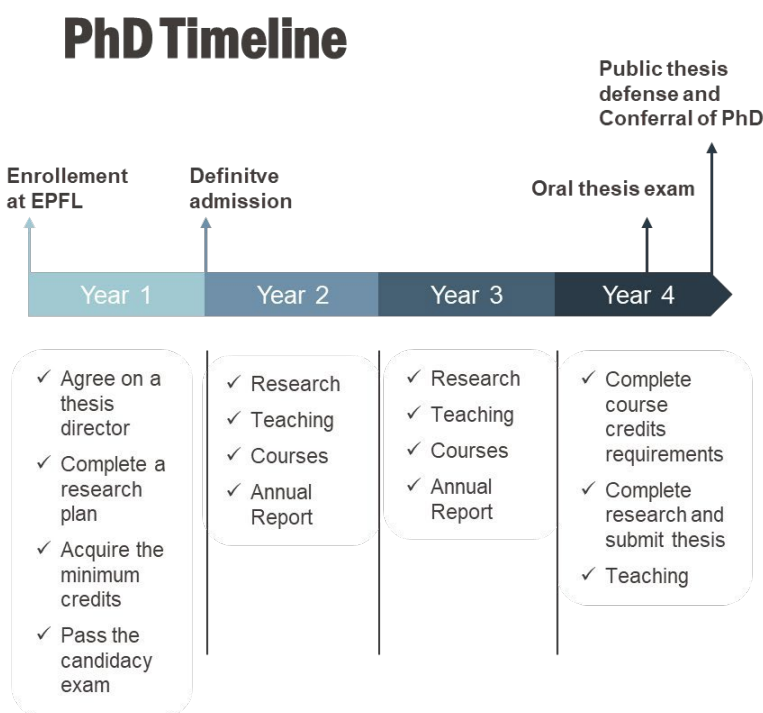 PhD Timeline
Public thesis
defense and
Conferral of PhD
Enrollement
at EPFL
Definitve
admission
Oral thesis exam
Year 1
Year 2
Year 3
Year 4
✓ Agree on a
thesis
director
✓ Complete a
research
plan
✓ Acquire the
minimum
credits
✓ Pass the
candidacy
exam
✓ Research
✓ Teaching
✓ Courses
✓ Annual
Report
✓ Research
✓ Teaching
✓ Courses
✓ Annual
Report
✓ Complete
course
credits
requirements
✓ Complete
research and
submit thesis
✓ Teaching